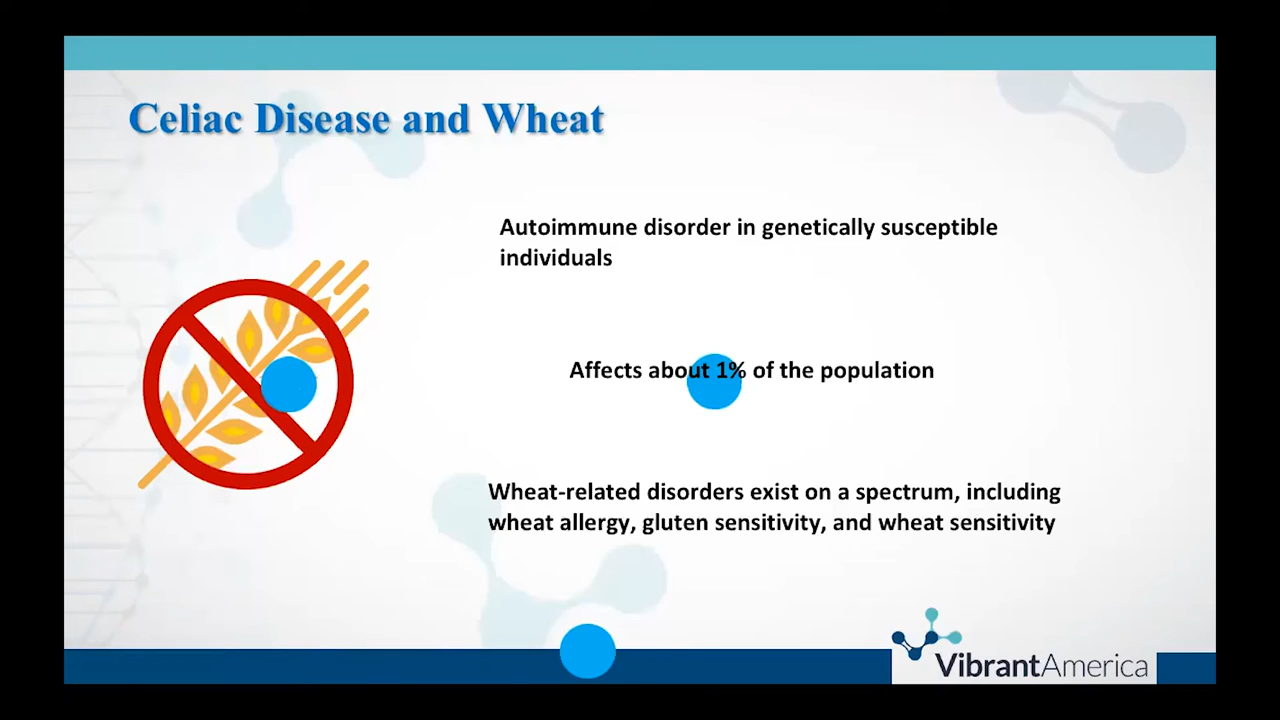 Celiac Disease and Wheat
Autoimmune disorder in genetically susceptible
individuals
Affects about 1% of the population
Wheat-related disorders exist on a spectrum, including
wheat allergy, gluten sensitivity, and wheat sensitivity
VibrantAmerica